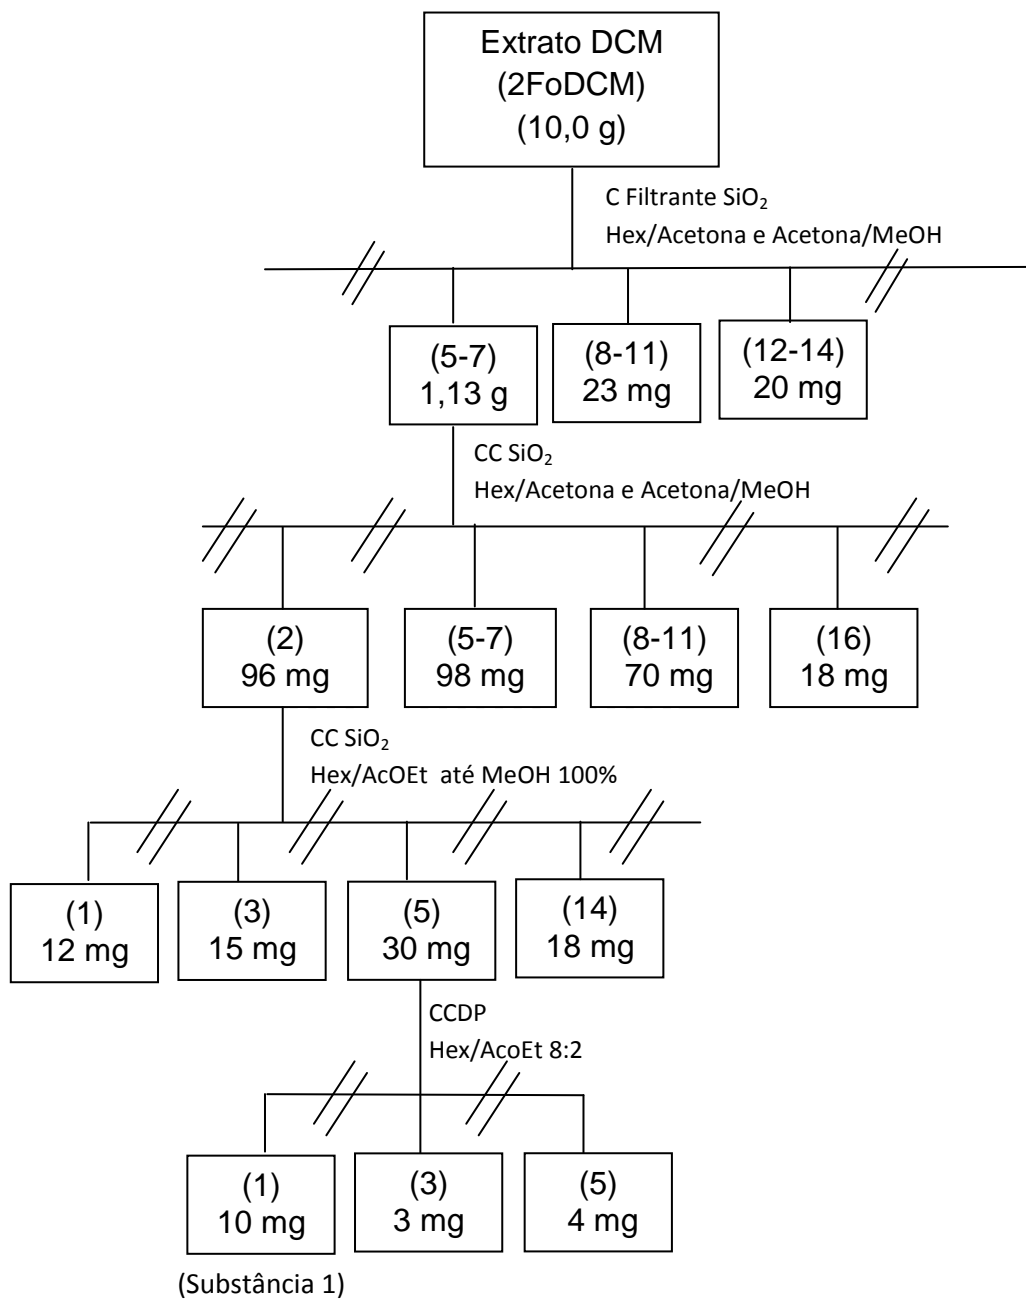 Extrato DCM
(2FoDCM)
(10,0 g)
C Filtrante SiO₂
Hex/Acetona e Acetona/MeOH
(5-7)
1,13 g
(8-11)
23 mg
(12-14)
20 mg
CC SiO₂
Hex/Acetona e Acetona/MeOH
(2)
96 mg
(5-7)
98 mg
(8-11)
70 mg
(16)
18 mg
CC SiO₂
Hex/AcOEt até MeOH 100%
(1)
12 mg
(3)
15 mg
(5)
30 mg
(14)
18 mg
CCDP
Hex/AcoEt 8:2
(1)
10 mg
(3)
3 mg
(5)
4 mg
(Substância 1)